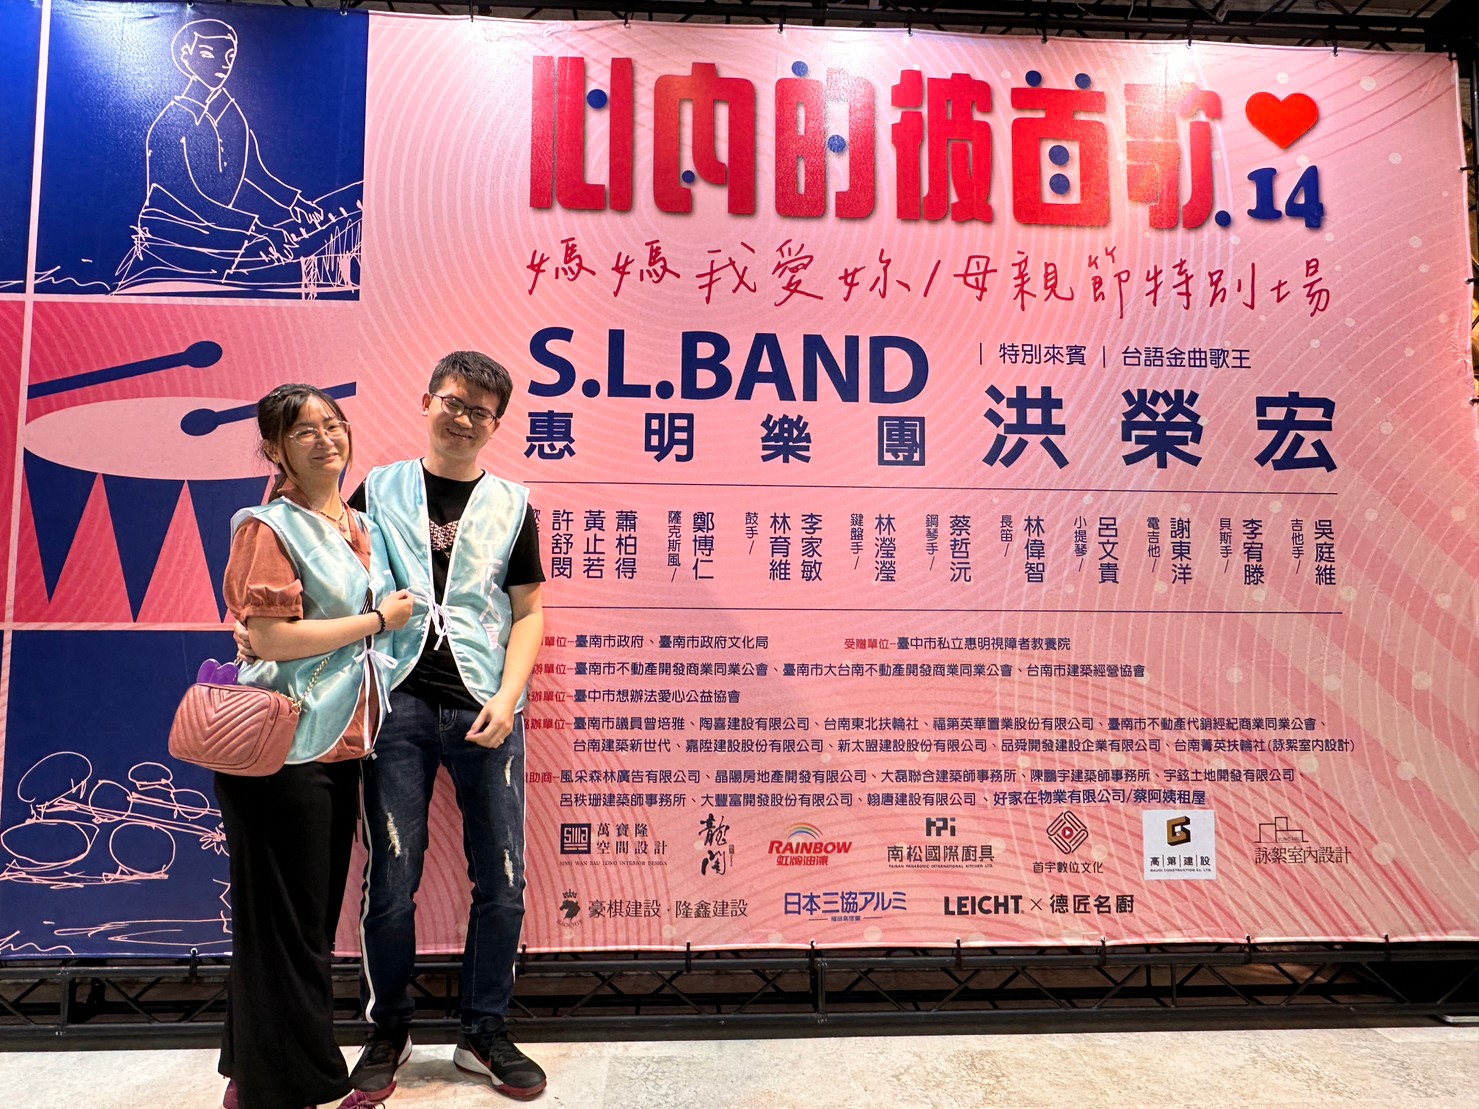 心內的彼首歌.14
媽媽我愛妳/母親節特別場
S.L.BAND
惠明樂團
|特別來賓|台語金曲歌王
洪榮宏
許舒閔
黃止若
蕭柏得
薩克斯風/
鄭博仁
鼓手/
林育維
李家敏
鍵盤手/
林瀅瀅
鋼琴手/
蔡哲沅
長笛/
林偉智
小提琴/
呂文貴
電吉他/
謝東洋
貝斯手/
李宥滕
吉他手/
吳庭維
單位-臺南市政府、臺南市政府文化局
受贈單位-臺中市私立惠明視障者教養院
辦單位-臺南市不動產開發商業同業公會、臺南市大台南不動產開發商業同業公會、台南市建築經營協會
辦單位-臺中市想辦法愛心公益協會
辦單位-臺南市議員曾培雅、陶喜建設有限公司、台南東北扶輪社、福第英華置業股份有限公司、臺南市不動產代銷經紀商業同業公會、
台南建築新世代、嘉陞建設股份有限公司、新太盟建設股份有限公司、品舜開發建設企業有限公司、台南菁英扶輪社(詠絮室內設計)
助商-風采森林廣告有限公司、晶陽房地產開發有限公司、大磊聯合建築師事務所、陳鵬宇建築師事務所、宇鉉土地開發有限公司、
呂秩珊建築師事務所、大豐富開發股份有限公司、翰唐建設有限公司、好家在物業有限公司/蔡阿姨租屋
萬寶隆
空間設計
SING WAN BAO LONG INTERIOR DESIGN
RAINBOW
虹牌油漆
南松國際廚具
首宇數位文化
高第建設
詠絮室內設計
豪棋建設·隆鑫建設
日本三協アルミ
LEICHT × 德匠名廚